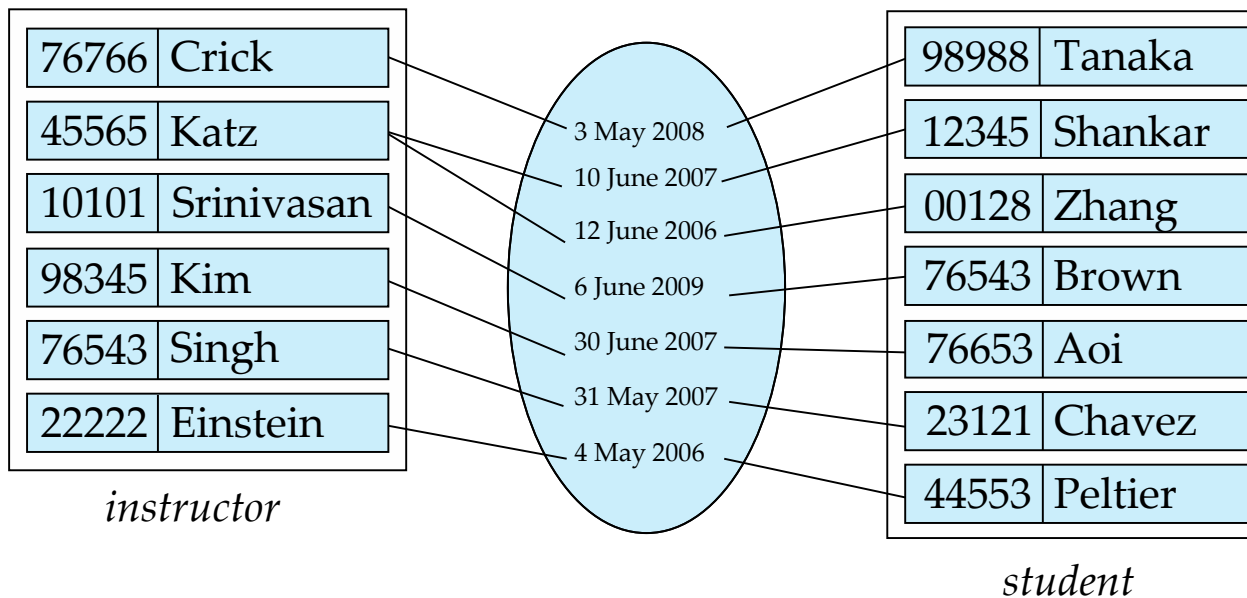 76766 Crick
45565 Katz
10101 Srinivasan
98345 Kim
76543 Singh
22222 Einstein
instructor
3 May 2008
10 June 2007
12 June 2006
6 June 2009
30 June 2007
31 May 2007
4 May 2006
98988 Tanaka
12345 Shankar
00128 Zhang
76543 Brown
76653 Aoi
23121 Chavez
44553 Peltier
student